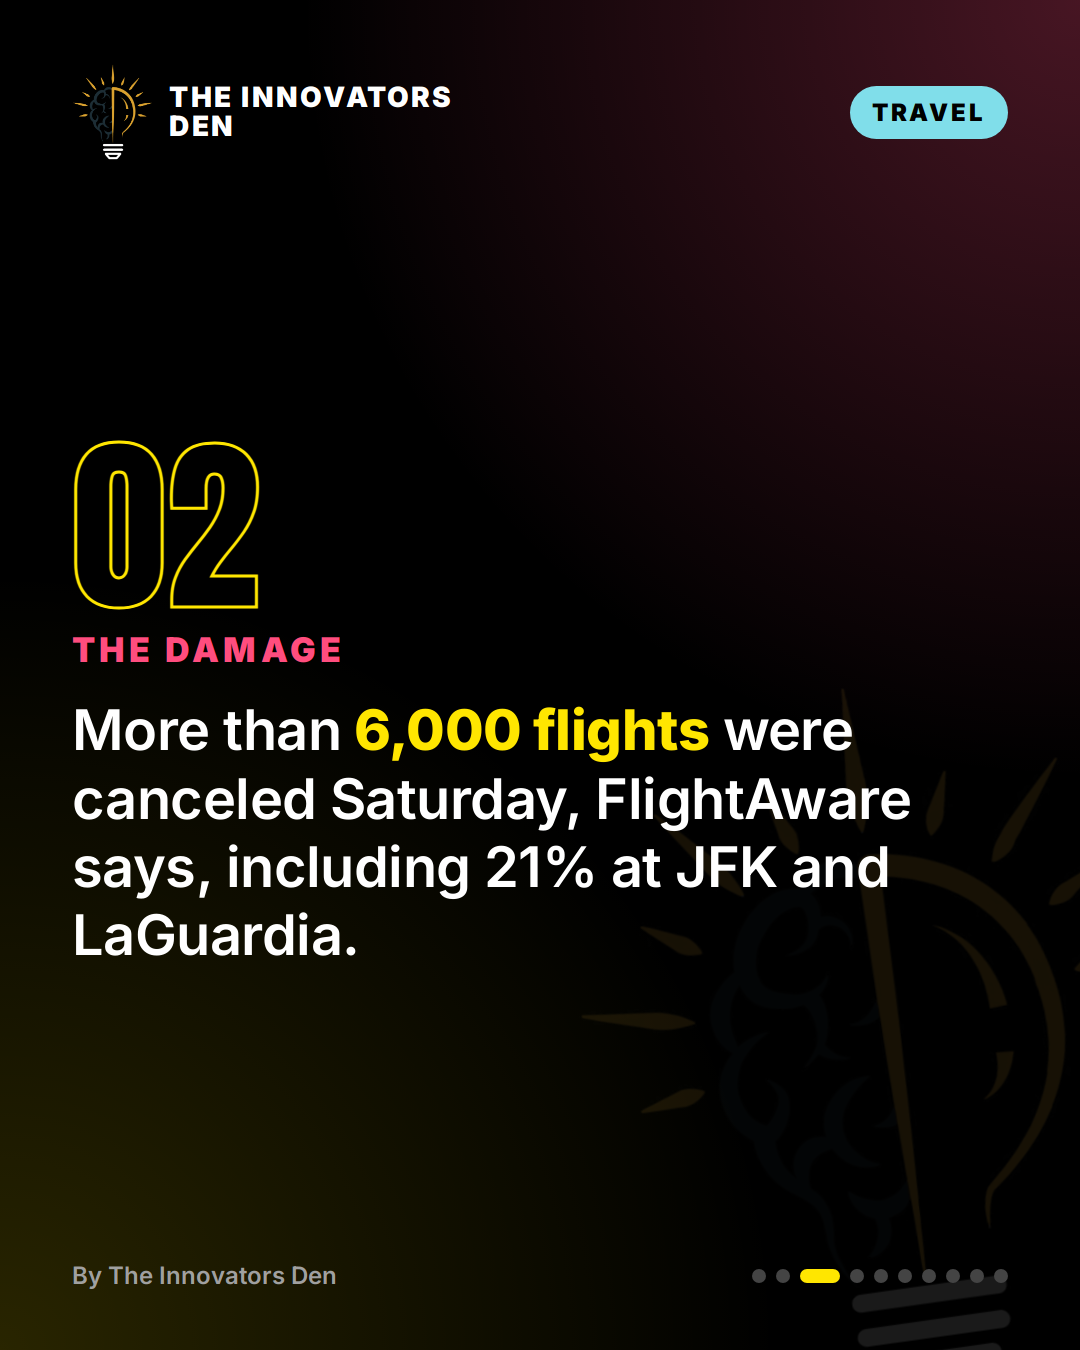 THE INNOVATORS
DEN
TRAVEL
02
THE DAMAGE
More than 6,000 flights were
canceled Saturday, FlightAware
says, including 21% at JFK and
LaGuardia.
By The Innovators Den